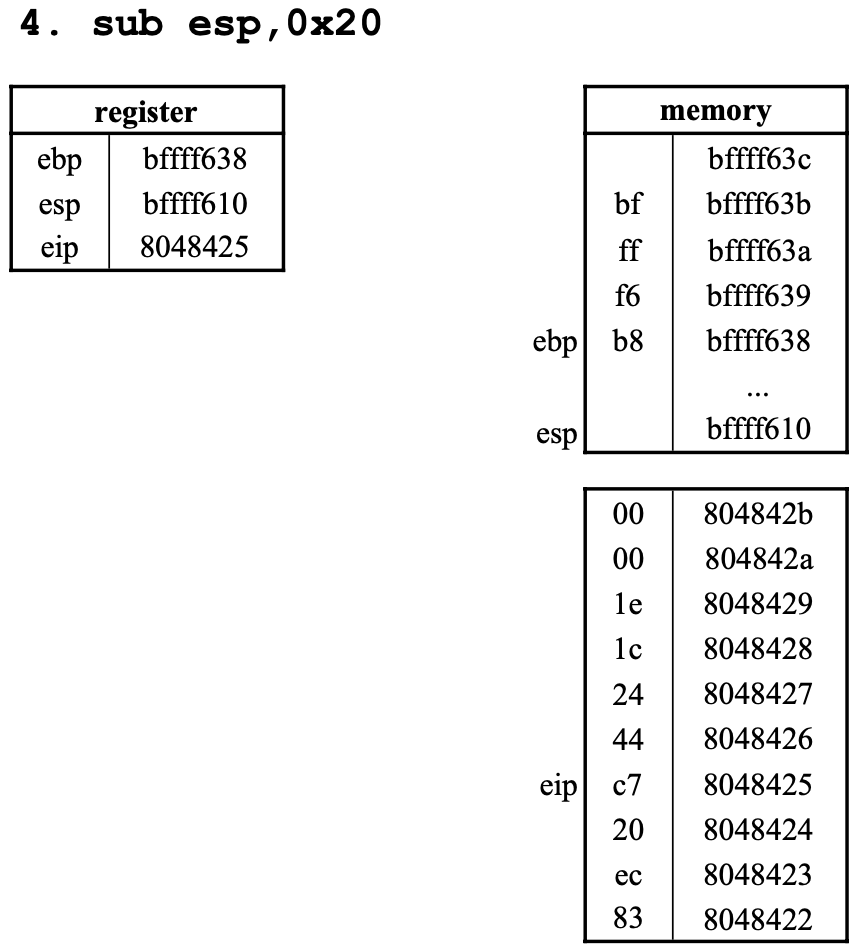 4. sub esp,0x20
register
ebp bffff638
esp bffff610
eip 8048425
memory
bffff63c
bf bffff63b
ff bffff63a
f6 bffff639
ebp b8 bffff638
...
esp bffff610
00 804842b
00 804842a
1e 8048429
1c 8048428
24 8048427
44 8048426
eip c7 8048425
20 8048424
ec 8048423
83 8048422